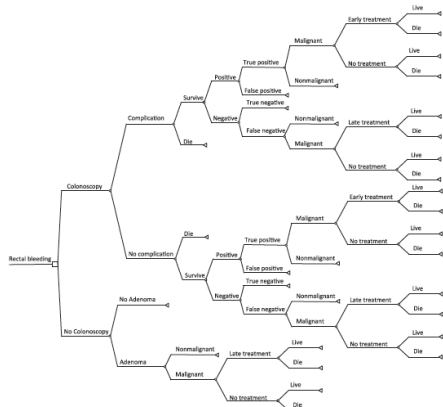 Live
Early treatment
Die
Malignant
Live
True positive
No treatment
Die
Positive
Nonmalignant
False positive
Survive
True negative
Nonmalignant
Live
Complication
Negative
Late treatment
False negative
Die
Malignant
Die
Live
No treatment
Die
Colonoscopy
Live
Early treatment
Die
Malignant
Die
Live
True positive
No treatment
No complication
Positive
Die
Nonmalignant
Rectal bleeding
False positive
Survive
True negative
Live
Negative
Nonmalignant
No Adenoma
Late treatment
False negative
Die
Malignant
No Colonoscopy
Live
No treatment
Live
Nonmalignant
Late treatment
Die
Adenoma
Die
Malignant
Live
No treatment
Die